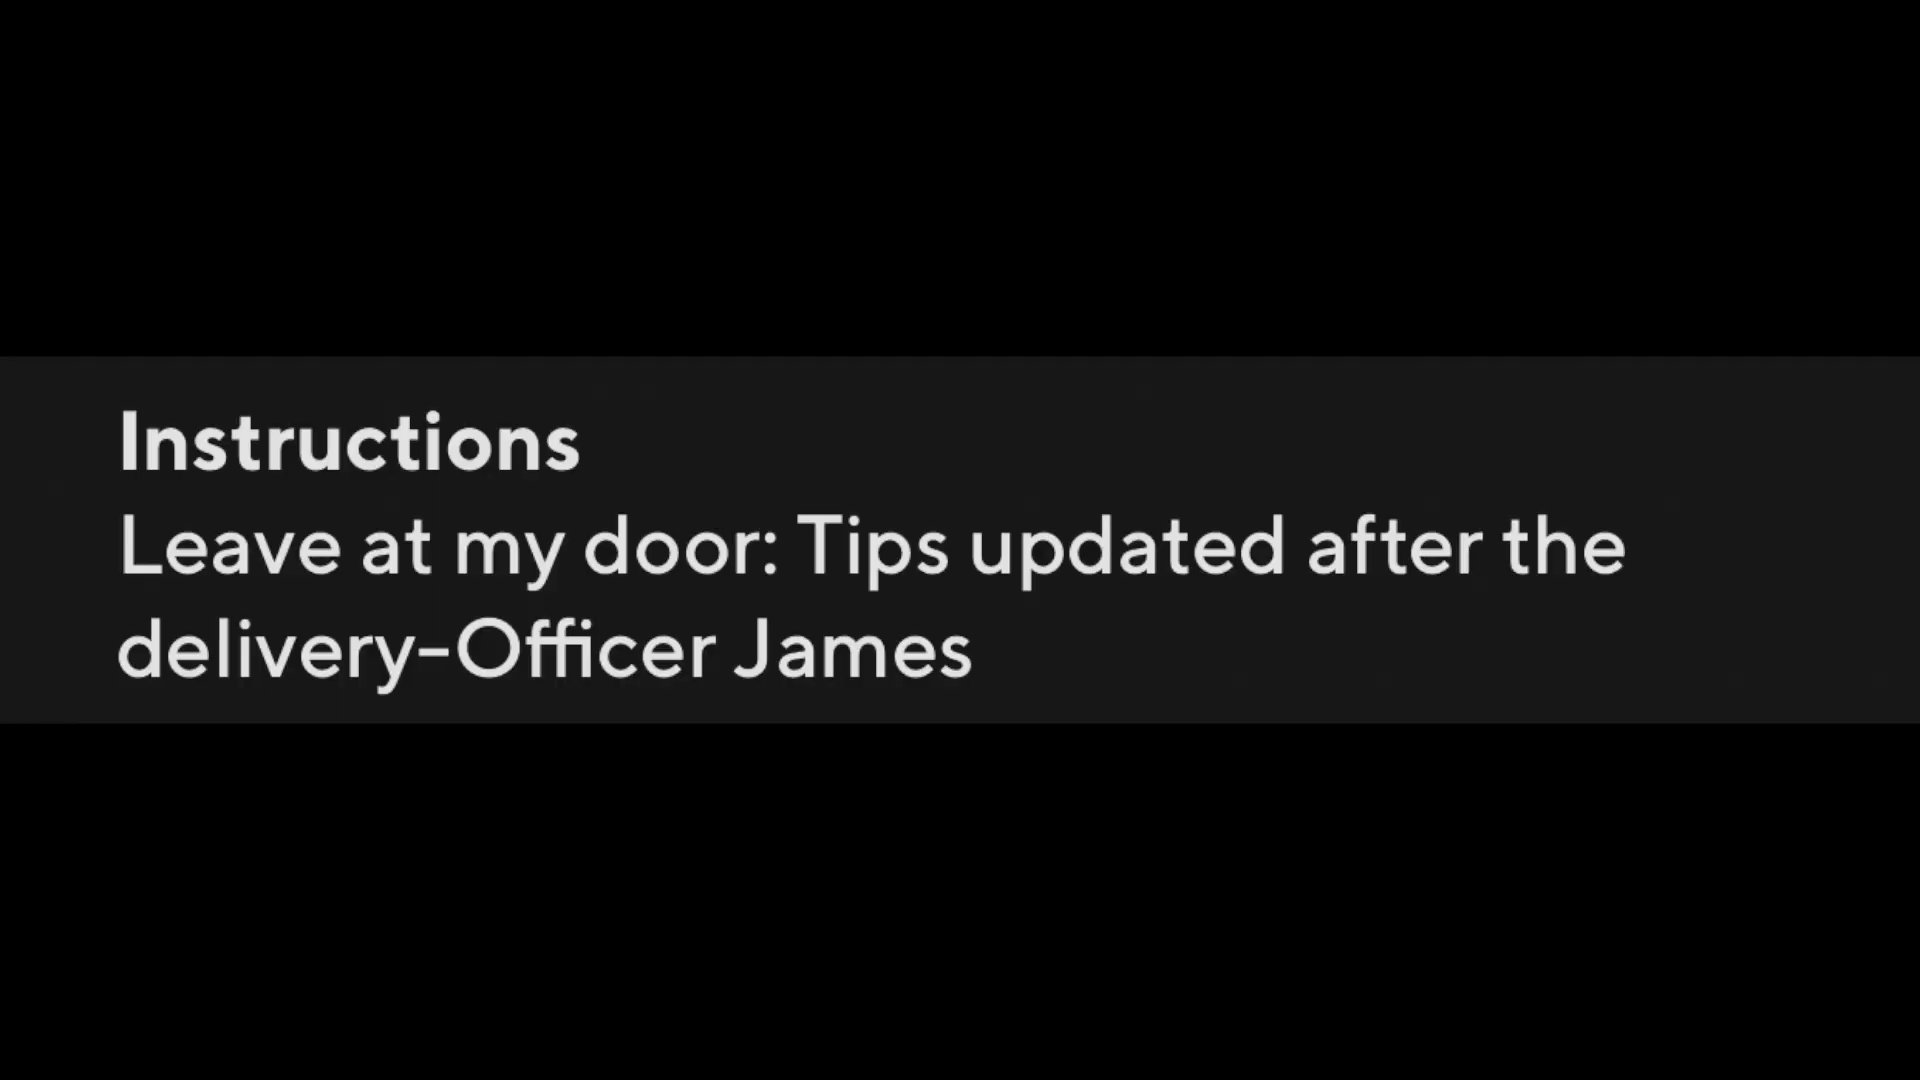 Instructions
Leave at my door: Tips updated after the
delivery-Officer James